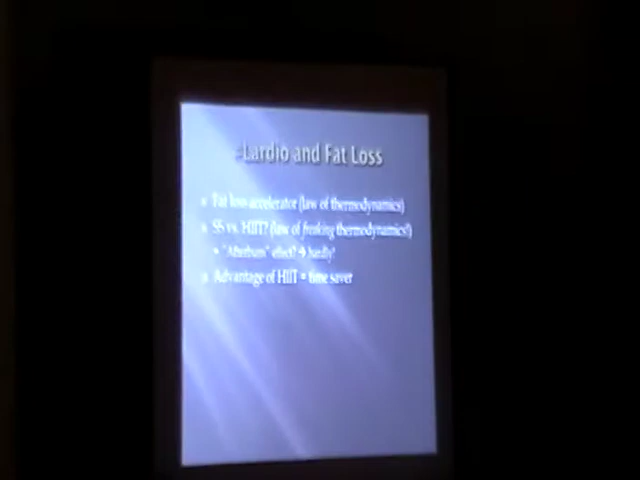 Cardio and Fat Loss
Fat loss accelerator (law of thermodynamics)
SS vs. HIIT? (law of freaking thermodynamics!)
"Afterburn" effect? → hardly!
Advantage of HIIT = time saver